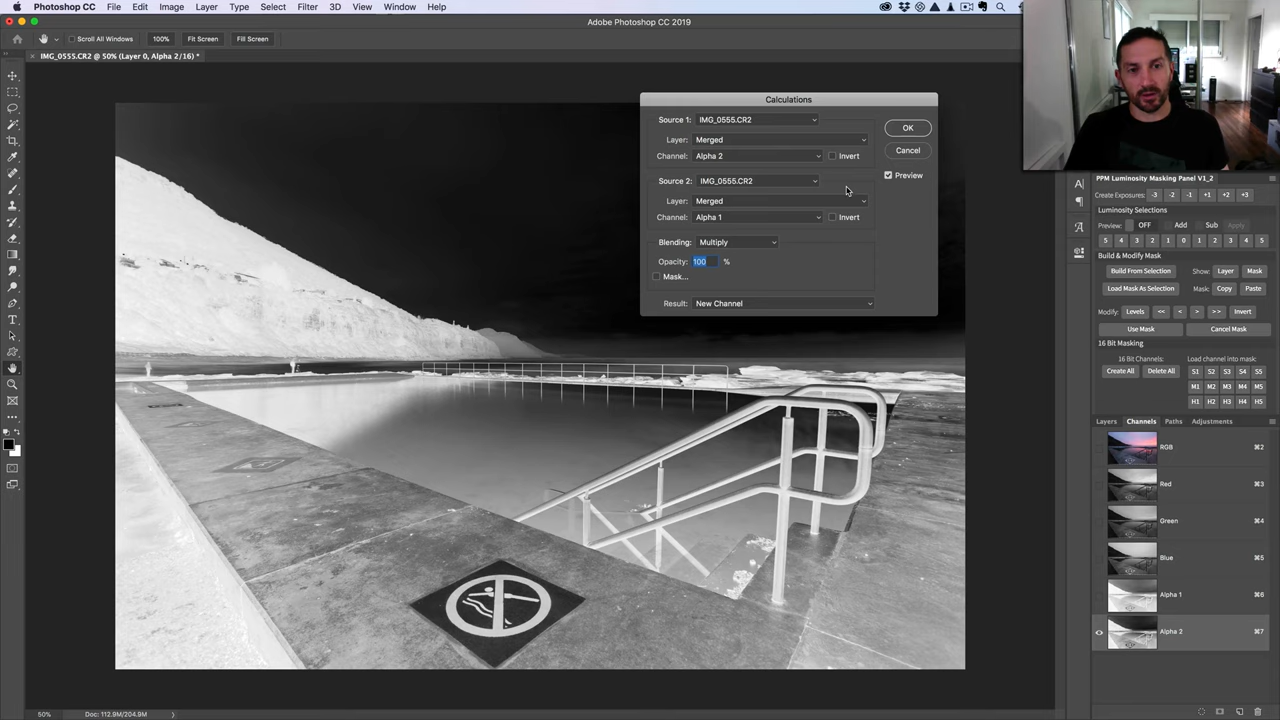 Photoshop CC File Edit Image Layer Type Select Filter 3D View Window Help
Adobe Photoshop CC 2019
Scroll All Windows 100% Fit Screen Fill Screen
IMG_0555.CR2 @ 50% (Layer 0, Alpha 2/16) *
Calculations
Source 1: IMG_0555.CR2
OK
Layer: Merged
Cancel
Channel: Alpha 2 Invert
Preview
Source 2: IMG_0555.CR2
Layer: Merged
Channel: Alpha 1 Invert
Blending: Multiply
Opacity: 100 %
Mask...
Result: New Channel
PPM Luminosity Masking Panel V1_2
Create Exposures: -3 -2 -1 +1 +2 +3
Luminosity Selections
Preview: OFF Add Sub Apply
5 4 3 2 1 0 1 2 3 4 5
Build & Modify Mask
Build From Selection Show: Layer Mask
Load Mask As Selection Mask: Copy Paste
Modify: Levels << < > >> Invert
Use Mask Cancel Mask
16 Bit Masking
16 Bit Channels: Load channel into mask:
Create All Delete All S1 S2 S3 S4 S5
M1 M2 M3 M4 M5
H1 H2 H3 H4 H5
Layers Channels Paths Adjustments
RGB ⌘2
Red ⌘3
Green ⌘4
Blue ⌘5
Alpha 1 ⌘6
Alpha 2 ⌘7
50% Doc: 112.9M/204.9M